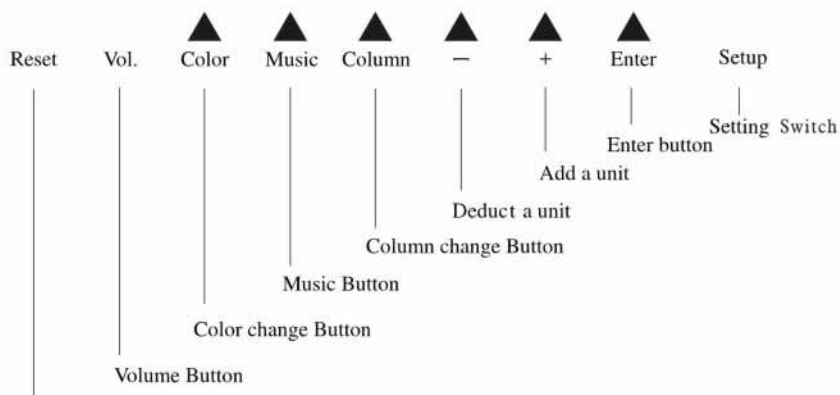 Reset Vol. Color Music Column — + Enter Setup
Setting Switch
Enter button
Add a unit
Deduct a unit
Column change Button
Music Button
Color change Button
Volume Button